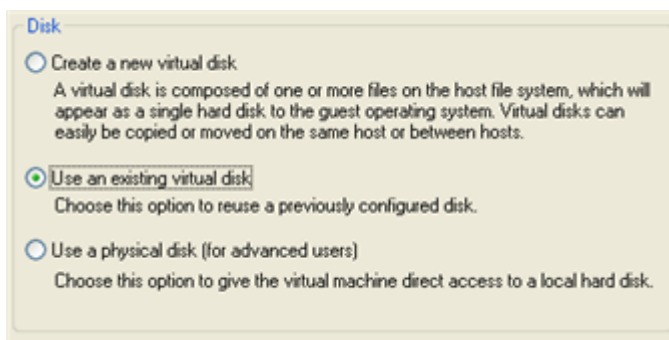 Disk
Create a new virtual disk
A virtual disk is composed of one or more files on the host file system, which will
appear as a single hard disk to the guest operating system. Virtual disks can
easily be copied or moved on the same host or between hosts.
Use an existing virtual disk
Choose this option to reuse a previously configured disk.
Use a physical disk (for advanced users)
Choose this option to give the virtual machine direct access to a local hard disk.